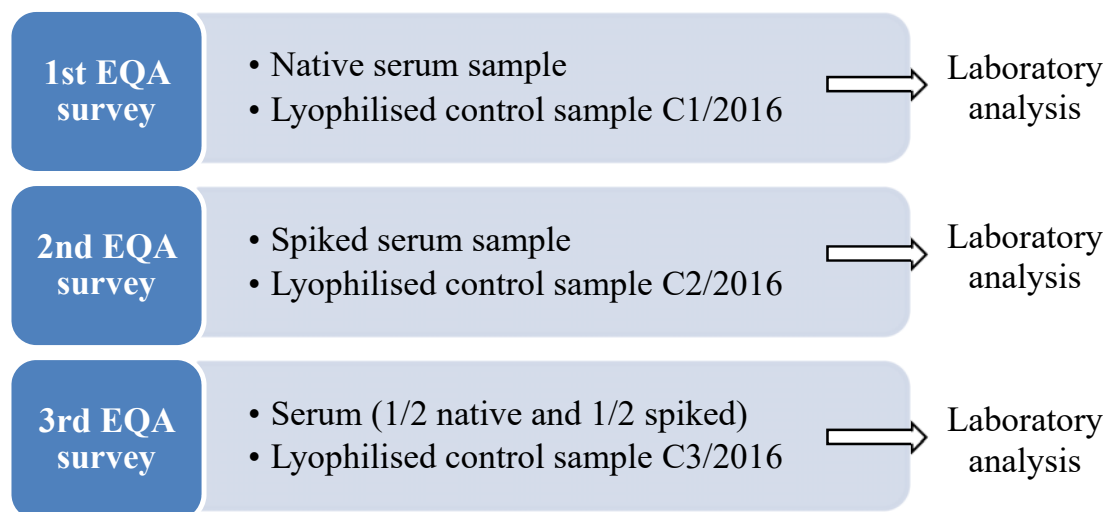 1st EQA
survey
• Native serum sample
• Lyophilised control sample C1/2016
Laboratory
analysis
2nd EQA
survey
• Spiked serum sample
• Lyophilised control sample C2/2016
Laboratory
analysis
3rd EQA
survey
• Serum (1/2 native and 1/2 spiked)
• Lyophilised control sample C3/2016
Laboratory
analysis